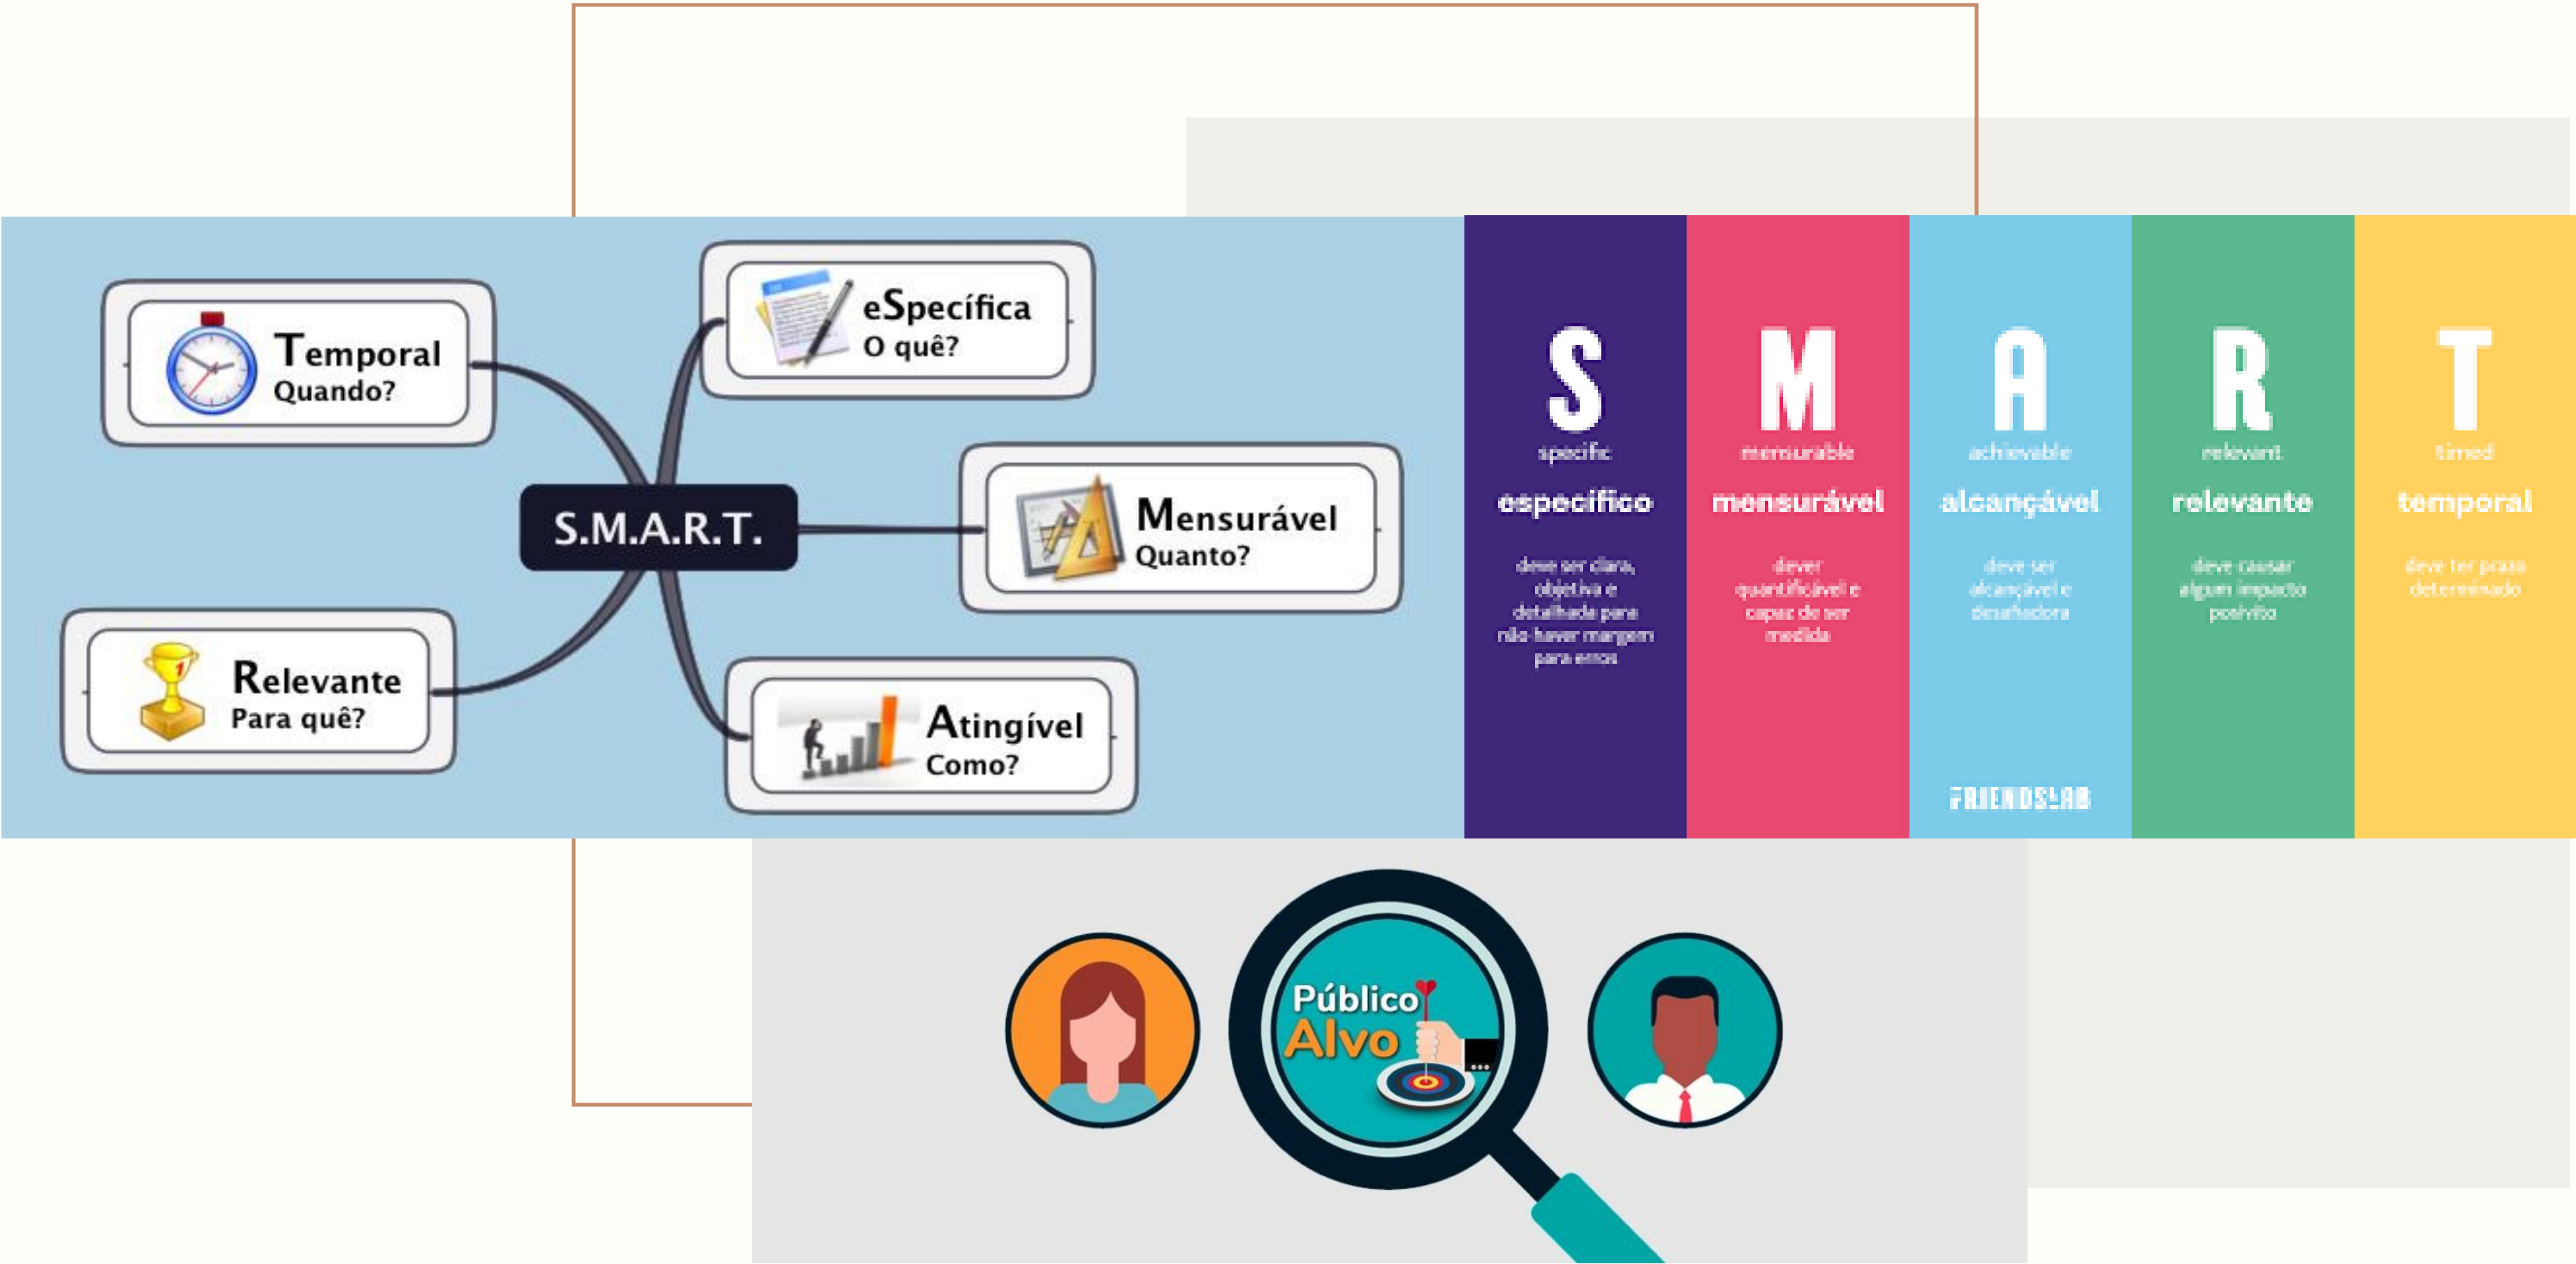 Temporal
Quando?
eSpecífica
O quê?
S.M.A.R.T.
Mensurável
Quanto?
Relevante
Para quê?
Atingível
Como?
S
specific
específico
deve ser clara,
objetiva e
detalhada para
não haver margem
para erros
M
mensurable
mensurável
dever
quantificável e
capaz de ser
medida
A
achievable
alcançável
deve ser
alcançável e
desafiadora
FRIENDSLAB
R
relevant
relevante
deve causar
algum impacto
posivito
T
timed
temporal
deve ter prazo
determinado
Público
Alvo